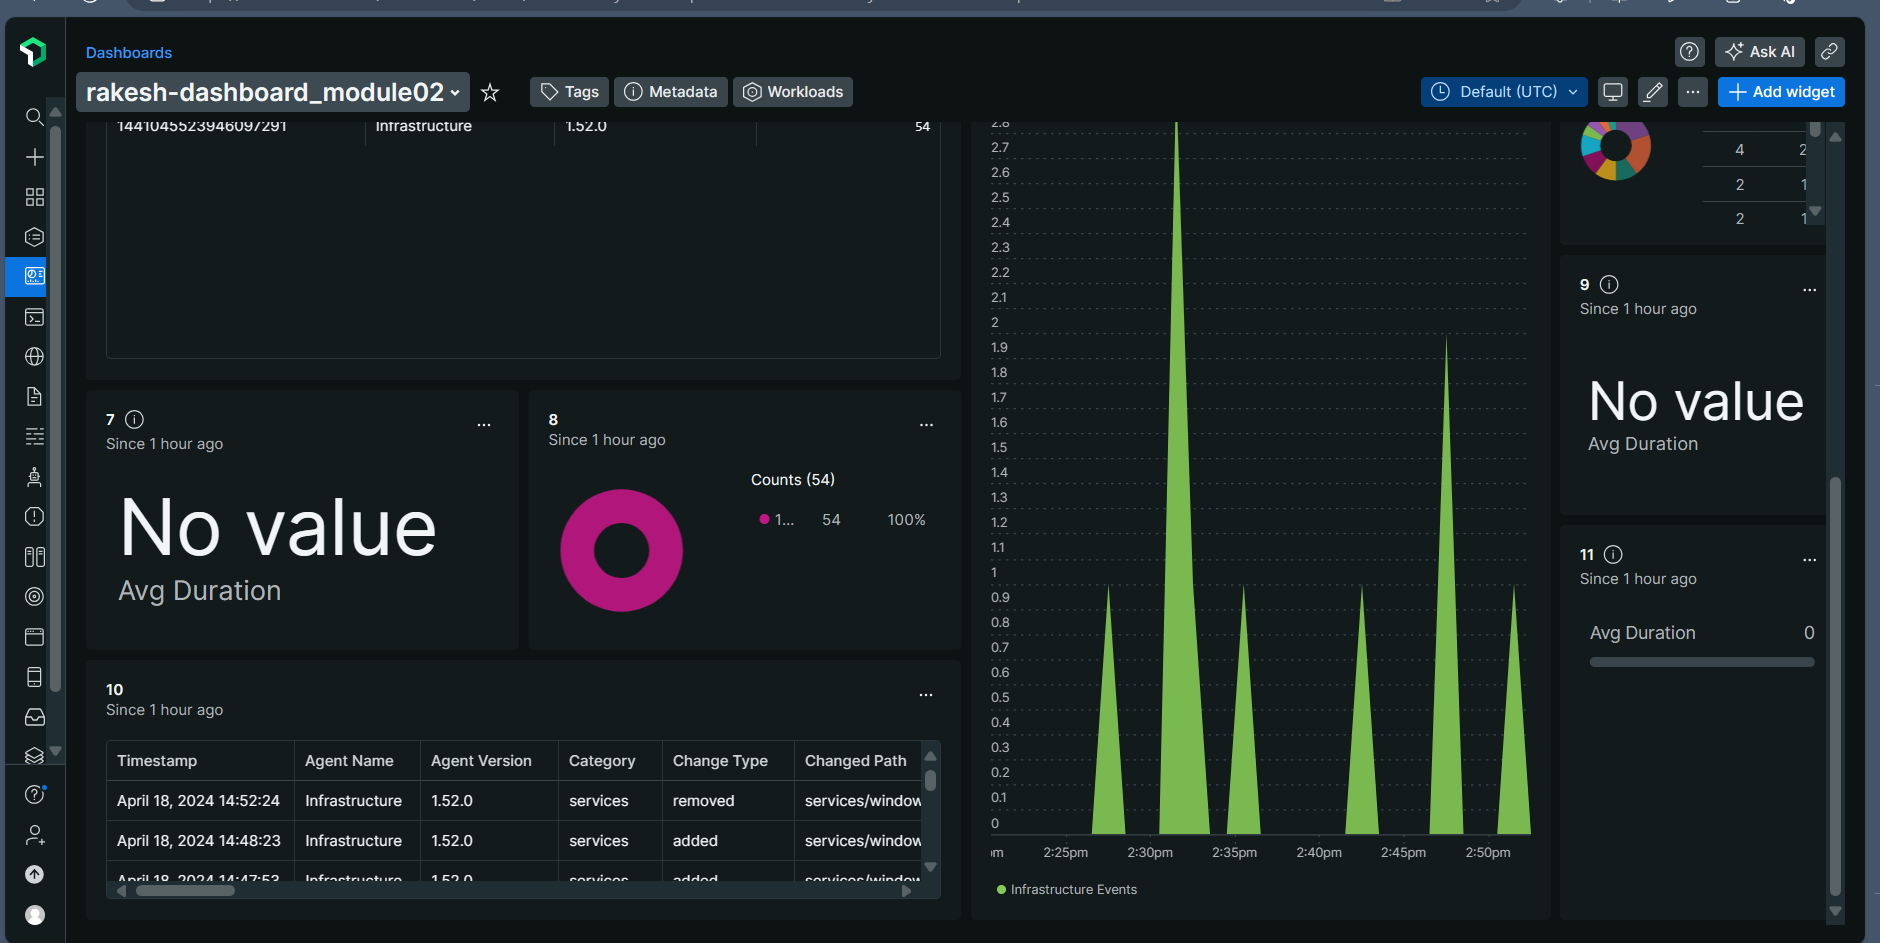 Dashboards
Ask AI
rakesh-dashboard_module02
Tags
Metadata
Workloads
Default (UTC)
Add widget
1441045523946097291 Infrastructure 1.52.0 54
7
Since 1 hour ago
No value
Avg Duration
8
Since 1 hour ago
Counts (54)
1... 54 100%
10
Since 1 hour ago
Timestamp Agent Name Agent Version Category Change Type Changed Path
April 18, 2024 14:52:24 Infrastructure 1.52.0 services removed services/window
April 18, 2024 14:48:23 Infrastructure 1.52.0 services added services/window
April 18, 2024 14:47:53 Infrastructure 1.52.0 services added services/window
2.8
2.7
2.6
2.5
2.4
2.3
2.2
2.1
2
1.9
1.8
1.7
1.6
1.5
1.4
1.3
1.2
1.1
1
0.9
0.8
0.7
0.6
0.5
0.4
0.3
0.2
0.1
0
pm 2:25pm 2:30pm 2:35pm 2:40pm 2:45pm 2:50pm
Infrastructure Events
4 2
2 1
2 1
9
Since 1 hour ago
No value
Avg Duration
11
Since 1 hour ago
Avg Duration 0